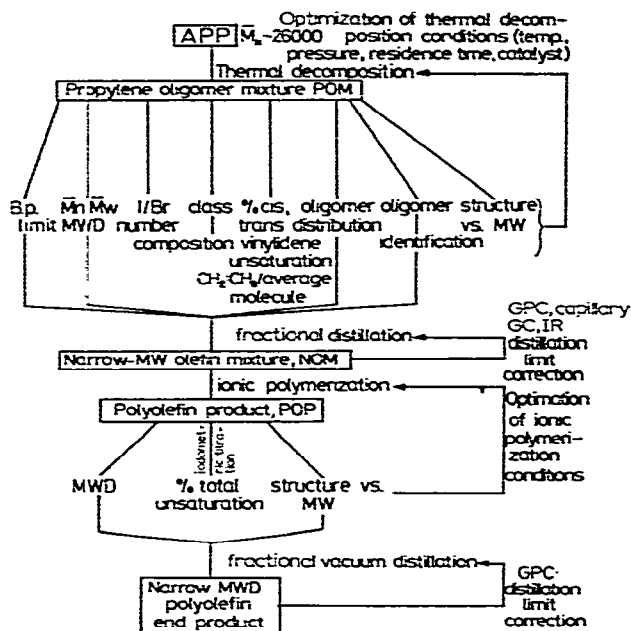 Optimization of thermal decom-
APP M̄n~26000 position conditions (temp.,
pressure, residence time, catalyst)
Thermal decomposition
Propylene oligomer mixture POM
B.p. M̄n M̄w I/Br class %cis, oligomer oligomer structure
limit MWD number trans distribution vs. MW
composition vinylidene identification
unsaturation
CH2=CH2/average
molecule
GPC, capillary
GC, IR
fractional distillation distillation
limit
correction
Narrow-MW olefin mixture, NOM
ionic polymerization
Polyolefin product, POP
Optimation
of ionic
polymeri-
zation
conditions
iodomet-
ric titra-
tion
MWD % total structure vs.
unsaturation MW
fractional vacuum distillation
GPC-
distillation
limit
correction
Narrow MWD
polyolefin
end product